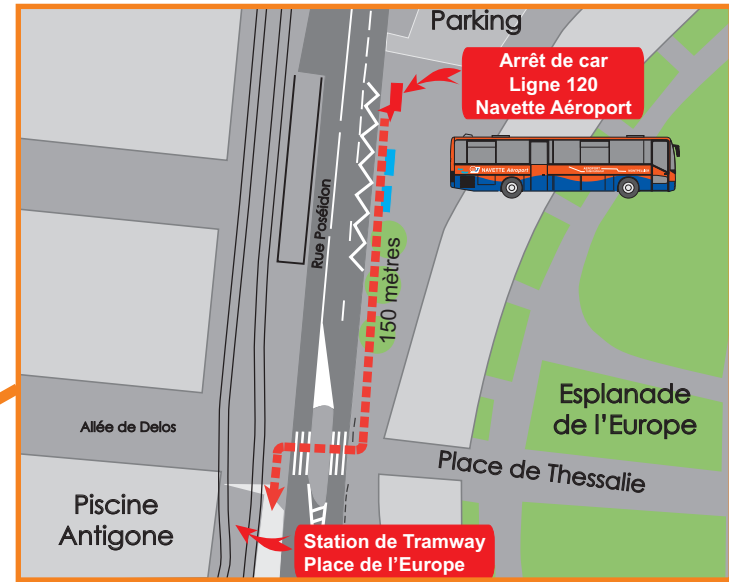 Parking
Arrêt de car
Ligne 120
Navette Aéroport
NAVETTE Aéroport
Rue Poséidon
150 mètres
Esplanade
de l'Europe
Allée de Delos
Place de Thessalie
Piscine
Antigone
Station de Tramway
Place de l'Europe